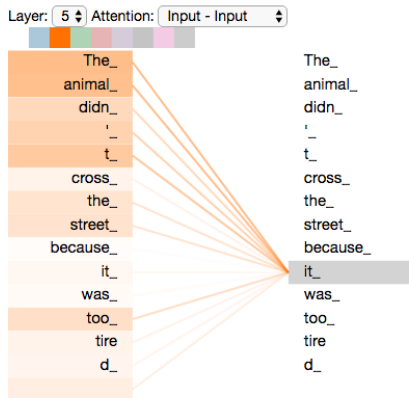 Layer: 5 Attention: Input - Input
The_ The_
animal_ animal_
didn_ didn_
'_ '_
t_ t_
cross_ cross_
the_ the_
street_ street_
because_ because_
it_ it_
was_ was_
too_ too_
tire tire
d_ d_